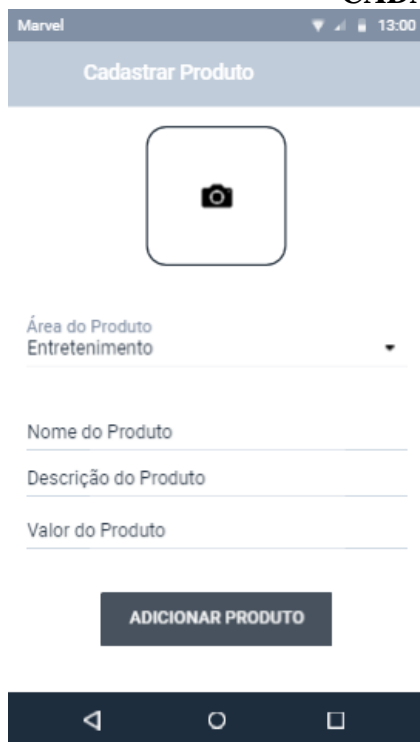 Marvel 13:00
Cadastrar Produto
Área do Produto
Entretenimento
Nome do Produto
Descrição do Produto
Valor do Produto
ADICIONAR PRODUTO